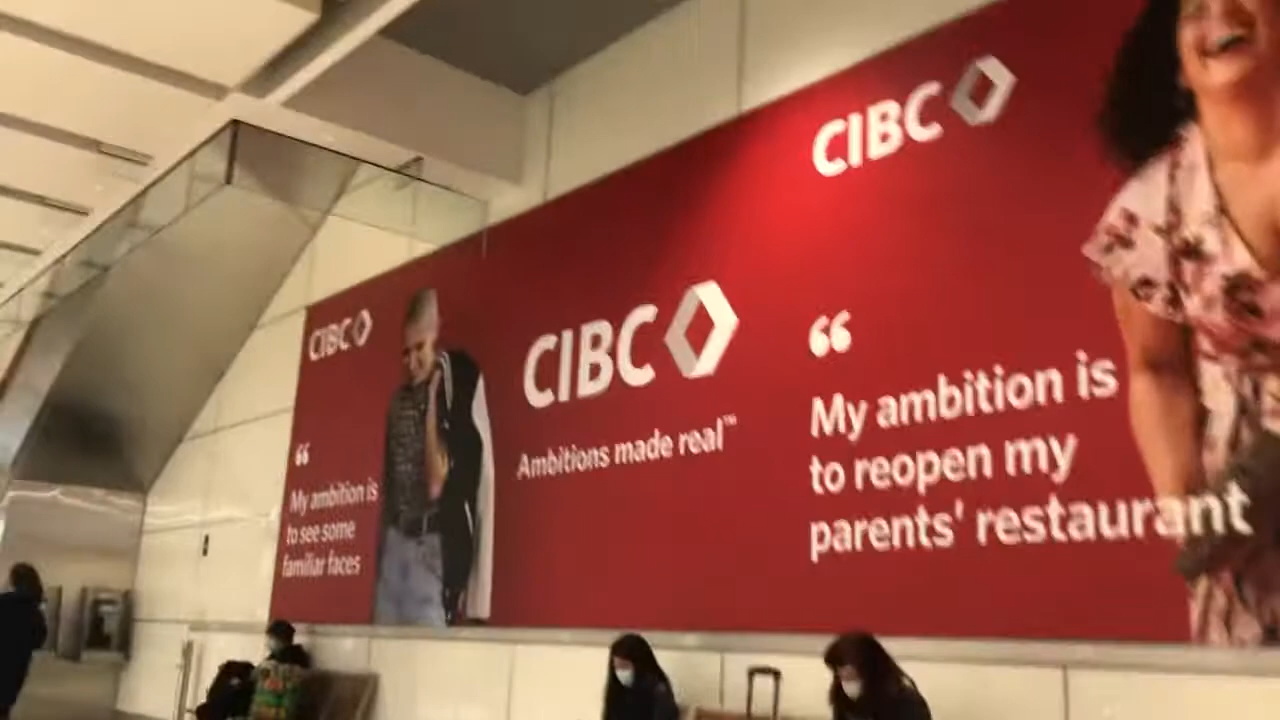 CIBC
“
My ambition is
to see some
familiar faces
CIBC
Ambitions made real™
CIBC
“
My ambition is
to reopen my
parents' restaurant